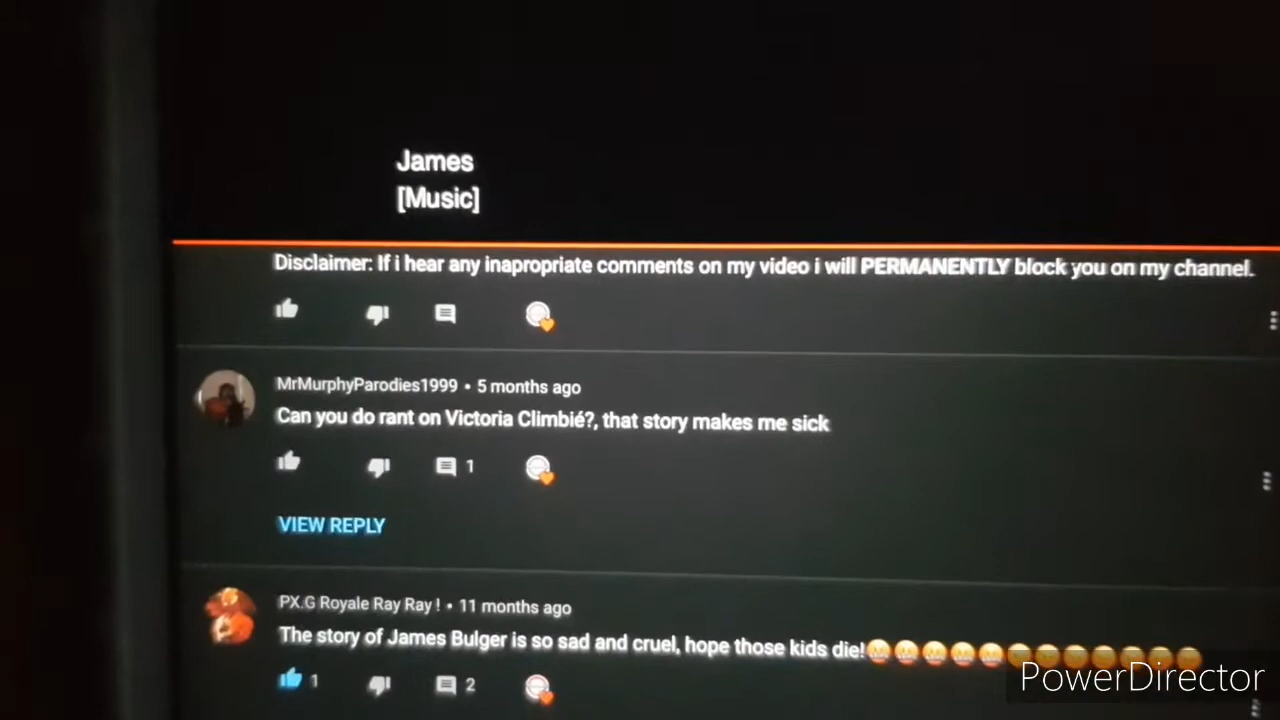 James
[Music]
Disclaimer: If i hear any inapropriate comments on my video i will PERMANENTLY block you on my channel.
MrMurphyParodies1999 • 5 months ago
Can you do rant on Victoria Climbié?, that story makes me sick
1
VIEW REPLY
PX.G Royale Ray Ray ! • 11 months ago
The story of James Bulger is so sad and cruel, hope those kids die!😬😬😬😬😬😬😬😬😬😬😬😬
1 2
PowerDirector